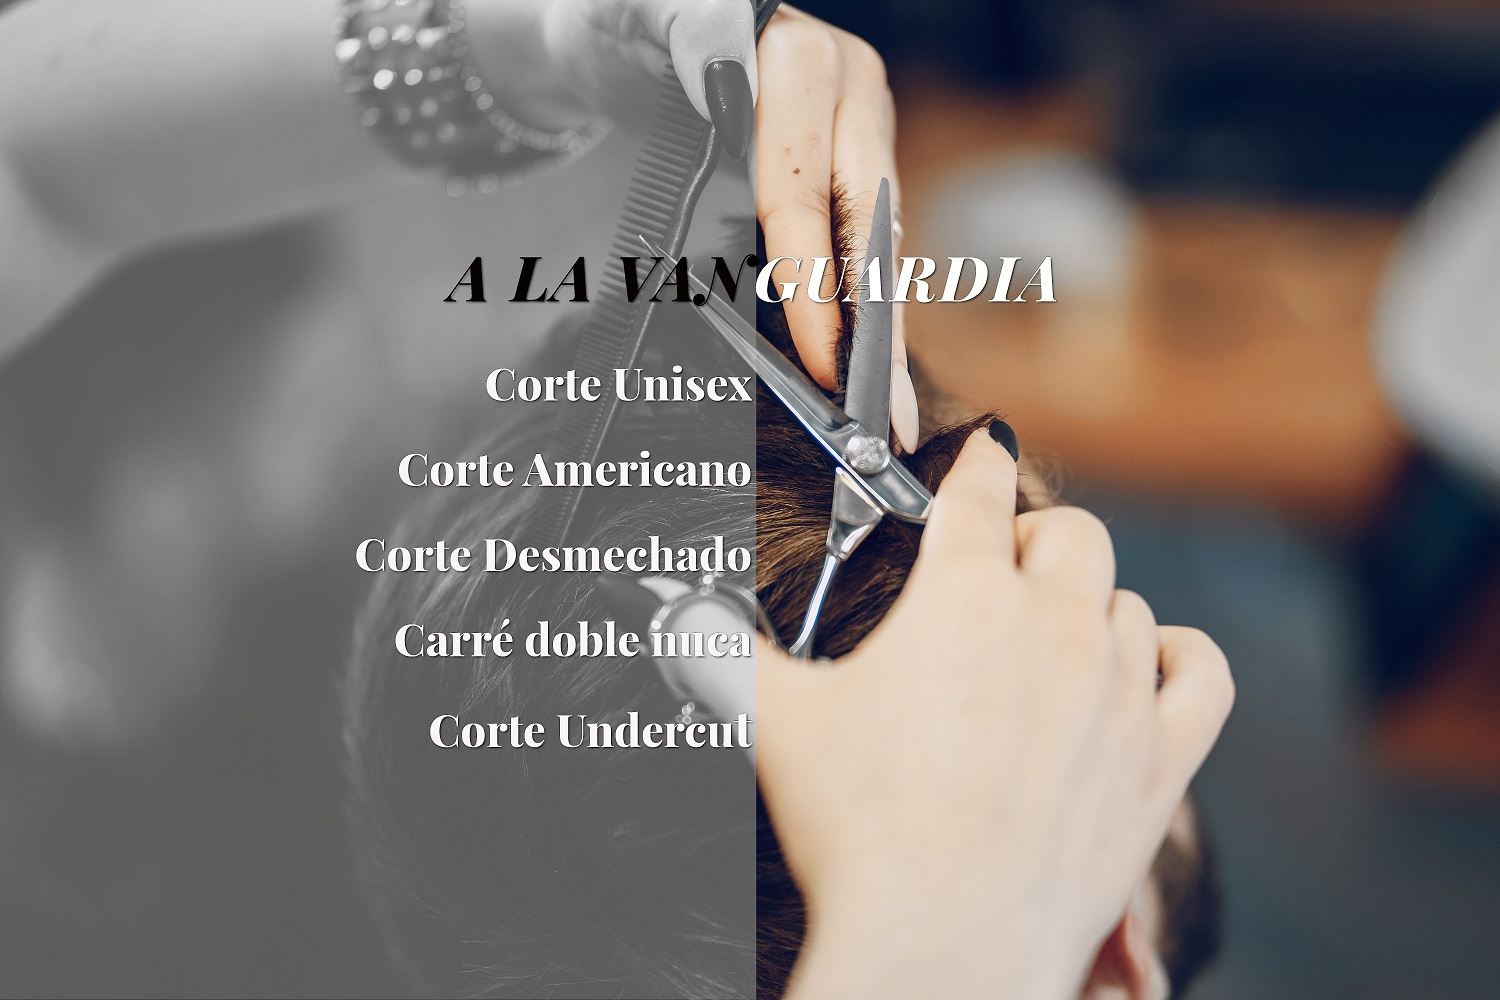 A LA VANGUARDIA
Corte Unisex
Corte Americano
Corte Desmechado
Carré doble nuca
Corte Undercut